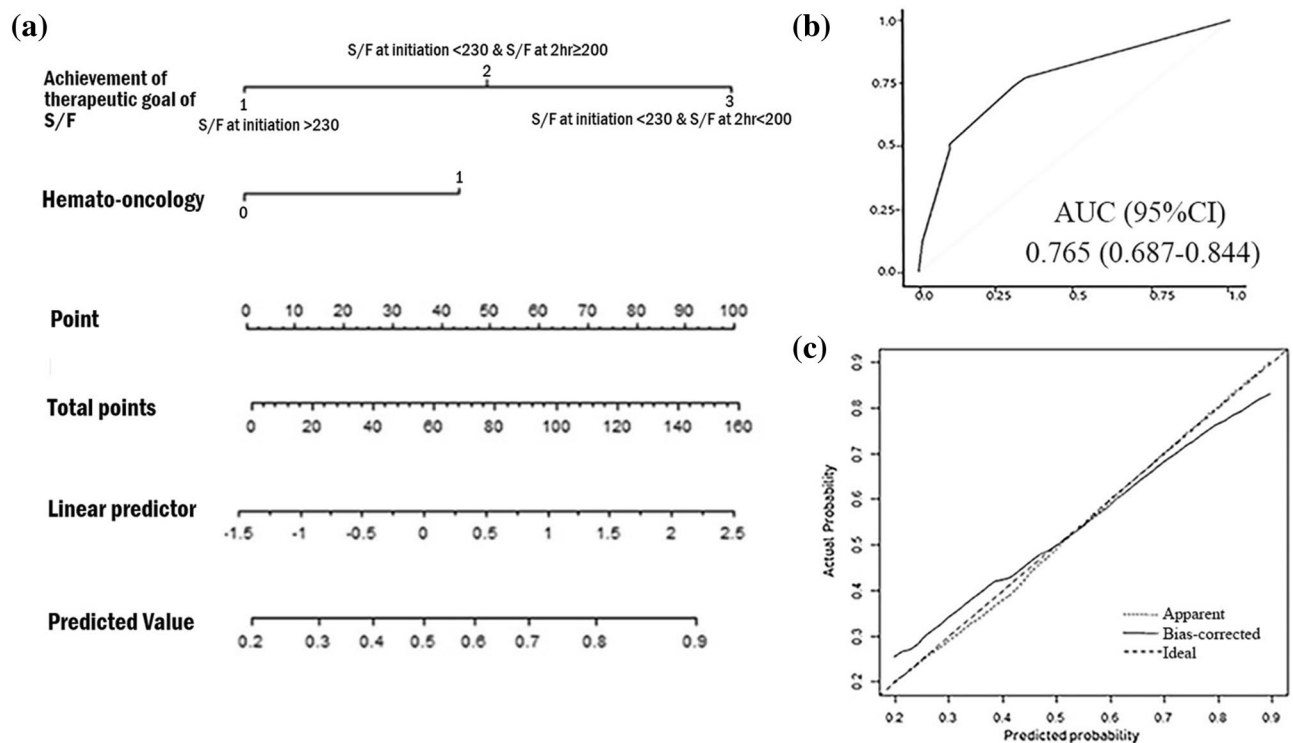 (a)
S/F at initiation <230 & S/F at 2hr≥200
2
Achievement of
therapeutic goal of
S/F
1
3
S/F at initiation >230
S/F at initiation <230 & S/F at 2hr<200
Hemato-oncology
1
0
Point
0 10 20 30 40 50 60 70 80 90 100
Total points
0 20 40 60 80 100 120 140 160
Linear predictor
-1.5 -1 -0.5 0 0.5 1 1.5 2 2.5
Predicted Value
0.2 0.3 0.4 0.5 0.6 0.7 0.8 0.9
(b)
1.0
0.75
0.5
0.25
0.0
AUC (95%CI)
0.765 (0.687-0.844)
0.0 0.25 0.5 0.75 1.0
(c)
0.9
0.8
0.7
0.6
0.5
0.4
0.3
0.2
Actual Probability
Apparent
Bias-corrected
Ideal
0.2 0.3 0.4 0.5 0.6 0.7 0.8 0.9
Predicted probability